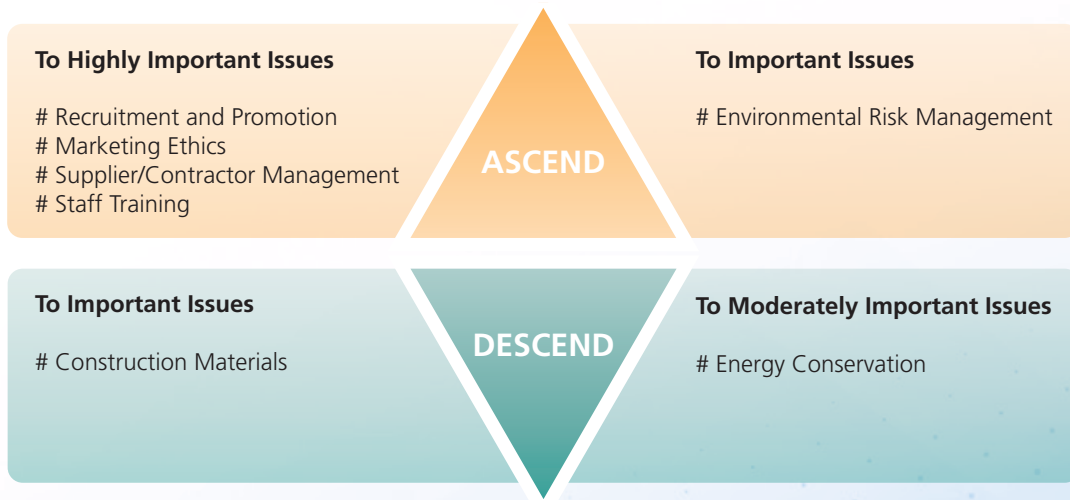 To Highly Important Issues
# Recruitment and Promotion
# Marketing Ethics
# Supplier/Contractor Management
# Staff Training
ASCEND
To Important Issues
# Environmental Risk Management
To Important Issues
# Construction Materials
DESCEND
To Moderately Important Issues
# Energy Conservation